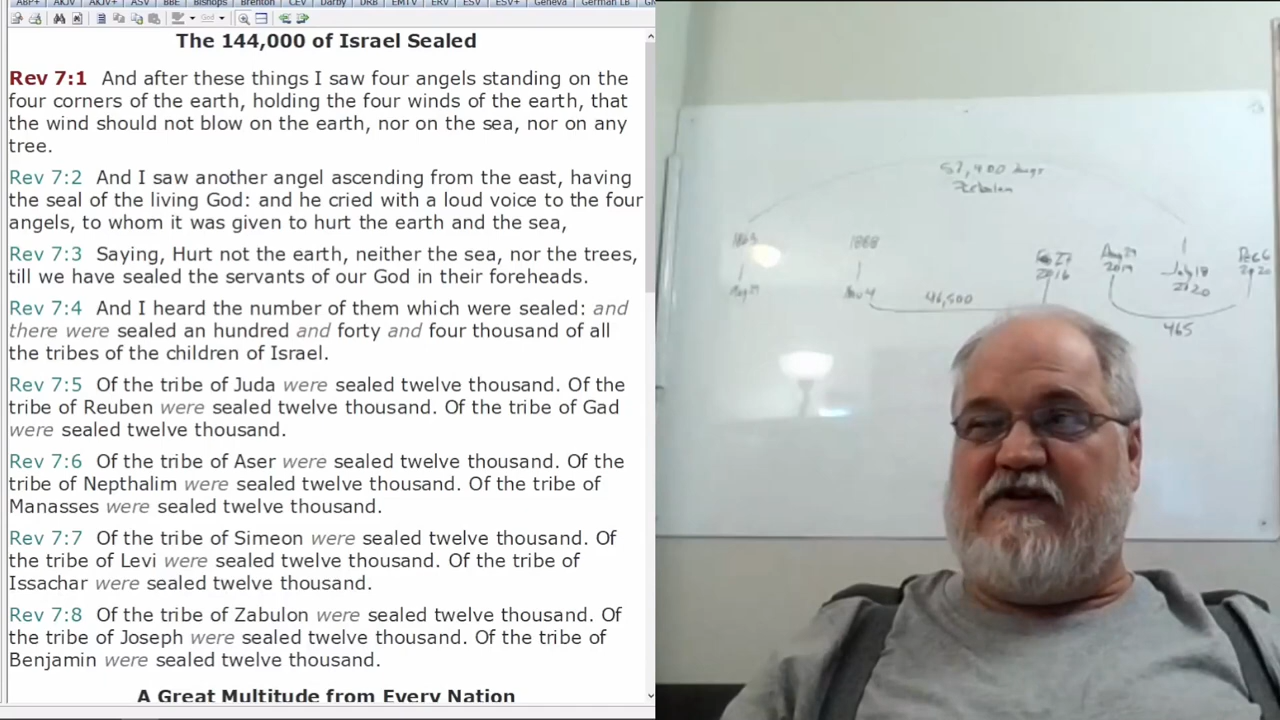 ABP+ AKJV AKJV+ ASV BBE Bishops Brenton CEV Darby DRB EMTV ERV ESV ESV+ Geneva German LB
The 144,000 of Israel Sealed
Rev 7:1 And after these things I saw four angels standing on the
four corners of the earth, holding the four winds of the earth, that
the wind should not blow on the earth, nor on the sea, nor on any
tree.
Rev 7:2 And I saw another angel ascending from the east, having
the seal of the living God: and he cried with a loud voice to the four
angels, to whom it was given to hurt the earth and the sea,
Rev 7:3 Saying, Hurt not the earth, neither the sea, nor the trees,
till we have sealed the servants of our God in their foreheads.
Rev 7:4 And I heard the number of them which were sealed: and
there were sealed an hundred and forty and four thousand of all
the tribes of the children of Israel.
Rev 7:5 Of the tribe of Juda were sealed twelve thousand. Of the
tribe of Reuben were sealed twelve thousand. Of the tribe of Gad
were sealed twelve thousand.
Rev 7:6 Of the tribe of Aser were sealed twelve thousand. Of the
tribe of Nepthalim were sealed twelve thousand. Of the tribe of
Manasses were sealed twelve thousand.
Rev 7:7 Of the tribe of Simeon were sealed twelve thousand. Of
the tribe of Levi were sealed twelve thousand. Of the tribe of
Issachar were sealed twelve thousand.
Rev 7:8 Of the tribe of Zabulon were sealed twelve thousand. Of
the tribe of Joseph were sealed twelve thousand. Of the tribe of
Benjamin were sealed twelve thousand.
A Great Multitude from Every Nation
57,400 days
Zebulun
1863
1868
Feb 27
2016
Aug 29
2019
July 18
2020
Dec 6
2020
Nov 4
46,500
465